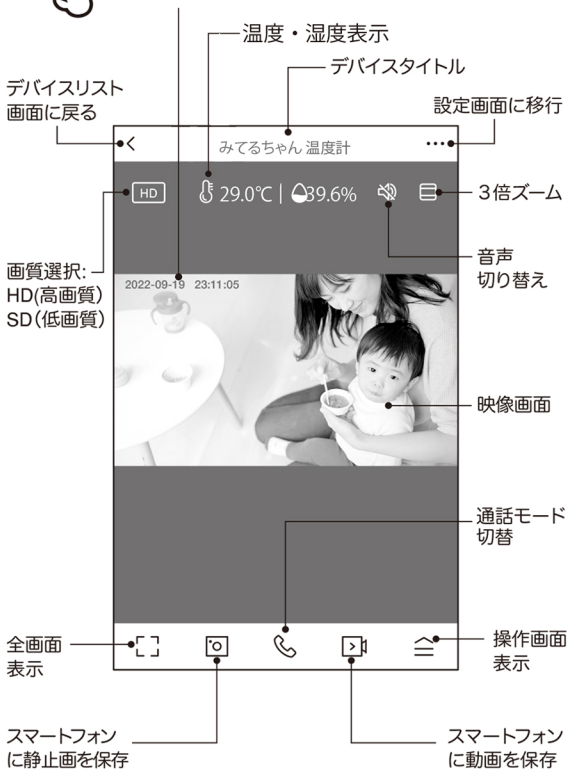 温度・湿度表示
デバイスタイトル
デバイスリスト
画面に戻る
設定画面に移行
みてるちゃん 温度計
HD
29.0℃ | 39.6%
3倍ズーム
音声
切り替え
画質選択:
HD(高画質)
SD(低画質)
2022-09-19 23:11:05
映像画面
通話モード
切替
全画面
表示
操作画面
表示
スマートフォン
に静止画を保存
スマートフォン
に動画を保存